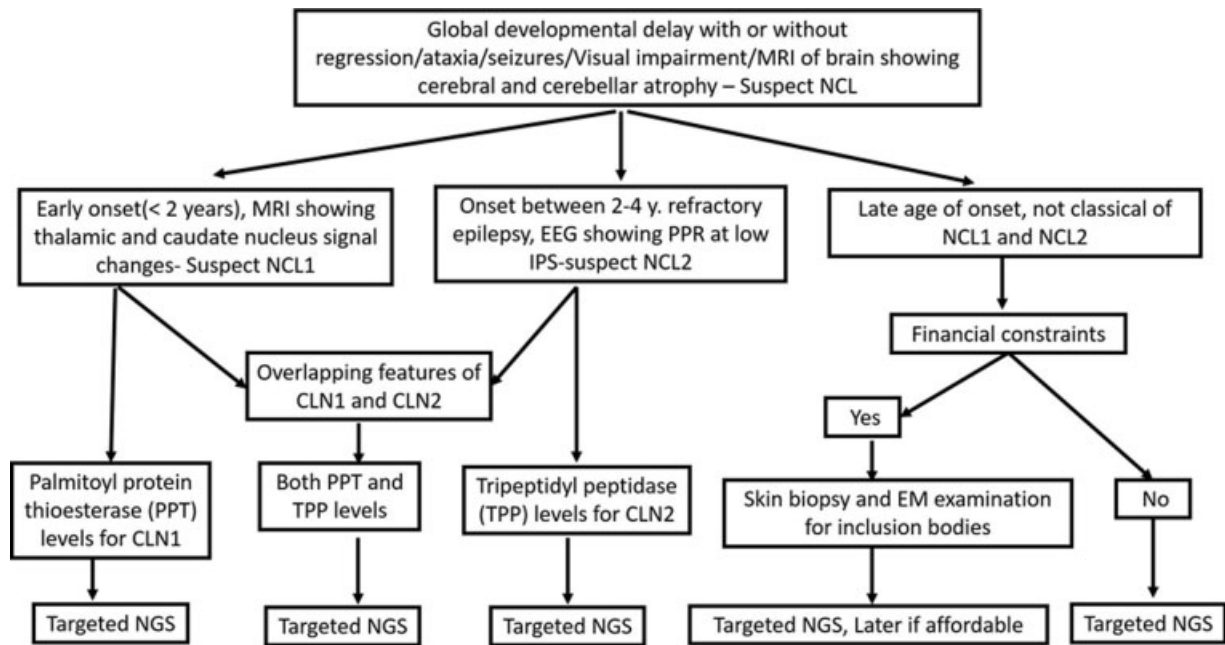 Global developmental delay with or without
regression/ataxia/seizures/Visual impairment/MRI of brain showing
cerebral and cerebellar atrophy – Suspect NCL
Early onset(< 2 years), MRI showing
thalamic and caudate nucleus signal
changes- Suspect NCL1
Onset between 2-4 y. refractory
epilepsy, EEG showing PPR at low
IPS-suspect NCL2
Late age of onset, not classical of
NCL1 and NCL2
Financial constraints
Overlapping features of
CLN1 and CLN2
Yes
Palmitoyl protein
thioesterase (PPT)
levels for CLN1
Both PPT and
TPP levels
Tripeptidyl peptidase
(TPP) levels for CLN2
Skin biopsy and EM examination
for inclusion bodies
No
Targeted NGS
Targeted NGS
Targeted NGS
Targeted NGS, Later if affordable
Targeted NGS